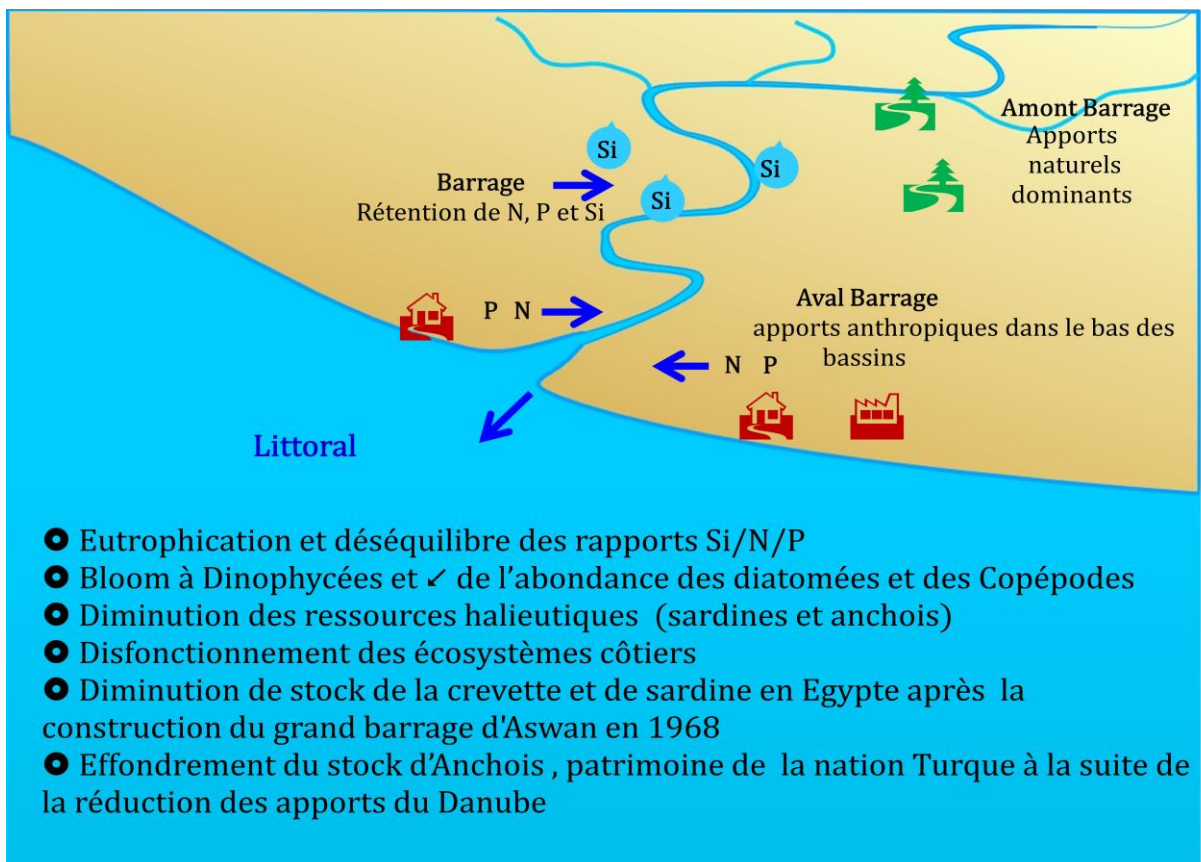 Amont Barrage
Apports
naturels
dominants
Si
Si
Si
Barrage
Rétention de N, P et Si
P N
Aval Barrage
apports anthropiques dans le bas des
bassins
N P
Littoral
Eutrophication et déséquilibre des rapports Si/N/P
Bloom à Dinophycées et ↙ de l’abondance des diatomées et des Copépodes
Diminution des ressources halieutiques (sardines et anchois)
Disfonctionnement des écosystèmes côtiers
Diminution de stock de la crevette et de sardine en Egypte après la
construction du grand barrage d'Aswan en 1968
Effondrement du stock d’Anchois , patrimoine de la nation Turque à la suite de
la réduction des apports du Danube